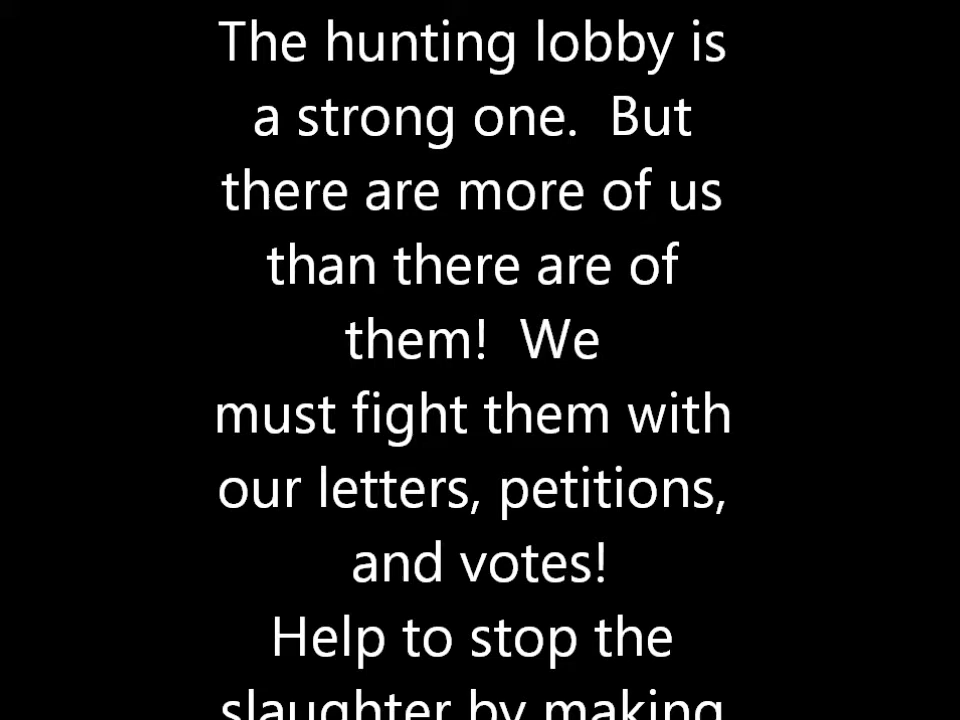 The hunting lobby is
a strong one.  But
there are more of us
than there are of
them!  We
must fight them with
our letters, petitions,
and votes!
Help to stop the
slaughter by making